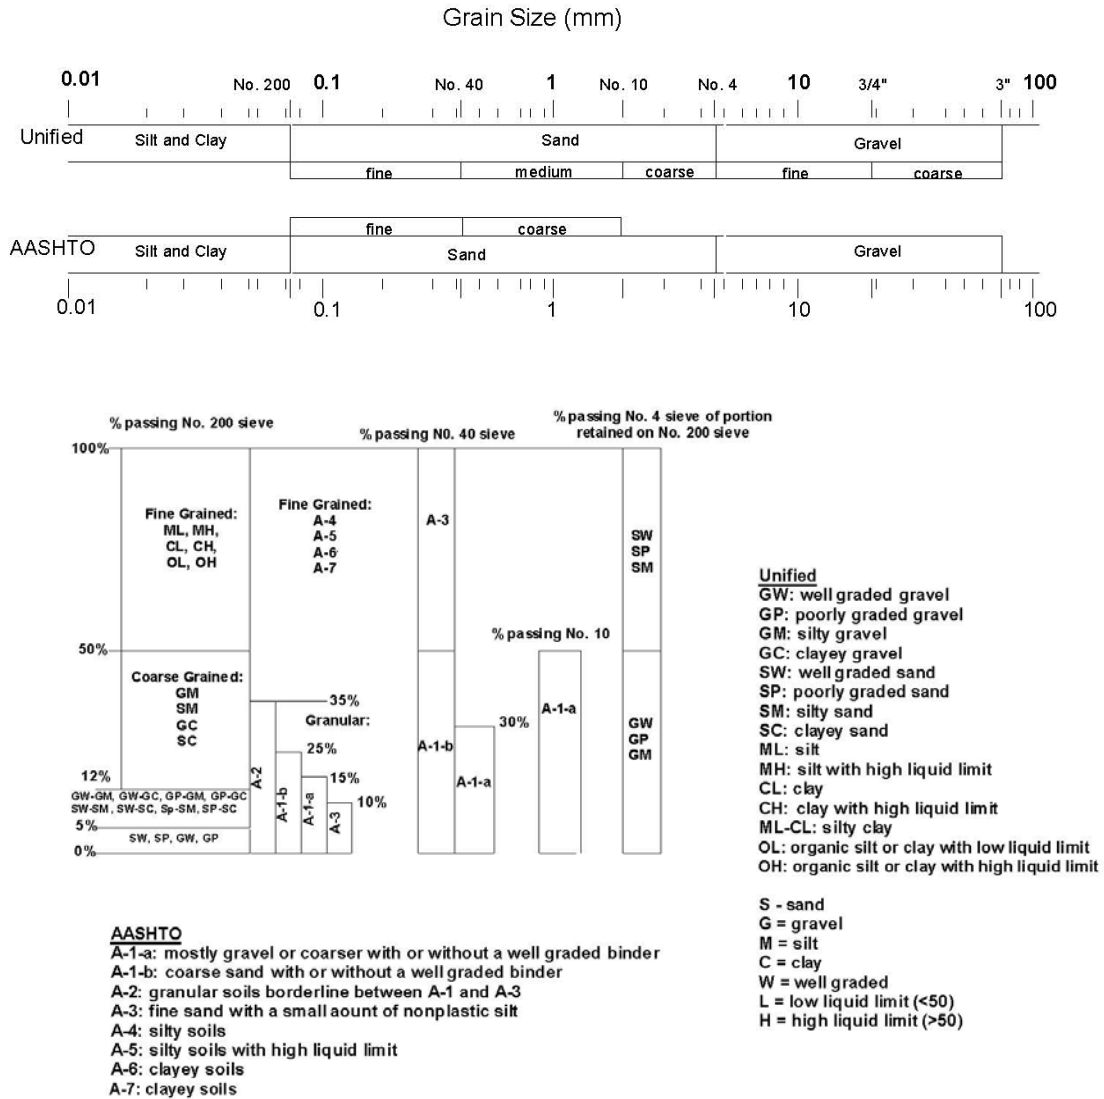 Grain Size (mm)
0.01 No. 200 0.1 No. 40 1 No. 10 No. 4 10 3/4" 3" 100
Unified Silt and Clay Sand Gravel
fine medium coarse fine coarse
fine coarse
AASHTO Silt and Clay Sand Gravel
0.01 0.1 1 10 100
% passing No. 200 sieve
% passing N0. 40 sieve
% passing No. 4 sieve of portion
retained on No. 200 sieve
100%
Fine Grained:
ML, MH,
CL, CH,
OL, OH
Fine Grained:
A-4
A-5
A-6
A-7
A-3
SW
SP
SM
% passing No. 10
50%
Coarse Grained:
GM
SM
GC
SC
35%
Granular:
25%
15%
10%
A-2
A-1-b
A-1-a
A-3
A-1-b
30%
A-1-a
A-1-a
GW
GP
GM
12%
GW-GM, GW-GC, GP-GM, GP-GC
SW-SM, SW-SC, Sp-SM, SP-SC
5%
SW, SP, GW, GP
0%
Unified
GW: well graded gravel
GP: poorly graded gravel
GM: silty gravel
GC: clayey gravel
SW: well graded sand
SP: poorly graded sand
SM: silty sand
SC: clayey sand
ML: silt
MH: silt with high liquid limit
CL: clay
CH: clay with high liquid limit
ML-CL: silty clay
OL: organic silt or clay with low liquid limit
OH: organic silt or clay with high liquid limit
S - sand
G = gravel
M = silt
C = clay
W = well graded
L = low liquid limit (<50)
H = high liquid limit (>50)
AASHTO
A-1-a: mostly gravel or coarser with or without a well graded binder
A-1-b: coarse sand with or without a well graded binder
A-2: granular soils borderline between A-1 and A-3
A-3: fine sand with a small aount of nonplastic silt
A-4: silty soils
A-5: silty soils with high liquid limit
A-6: clayey soils
A-7: clayey soils